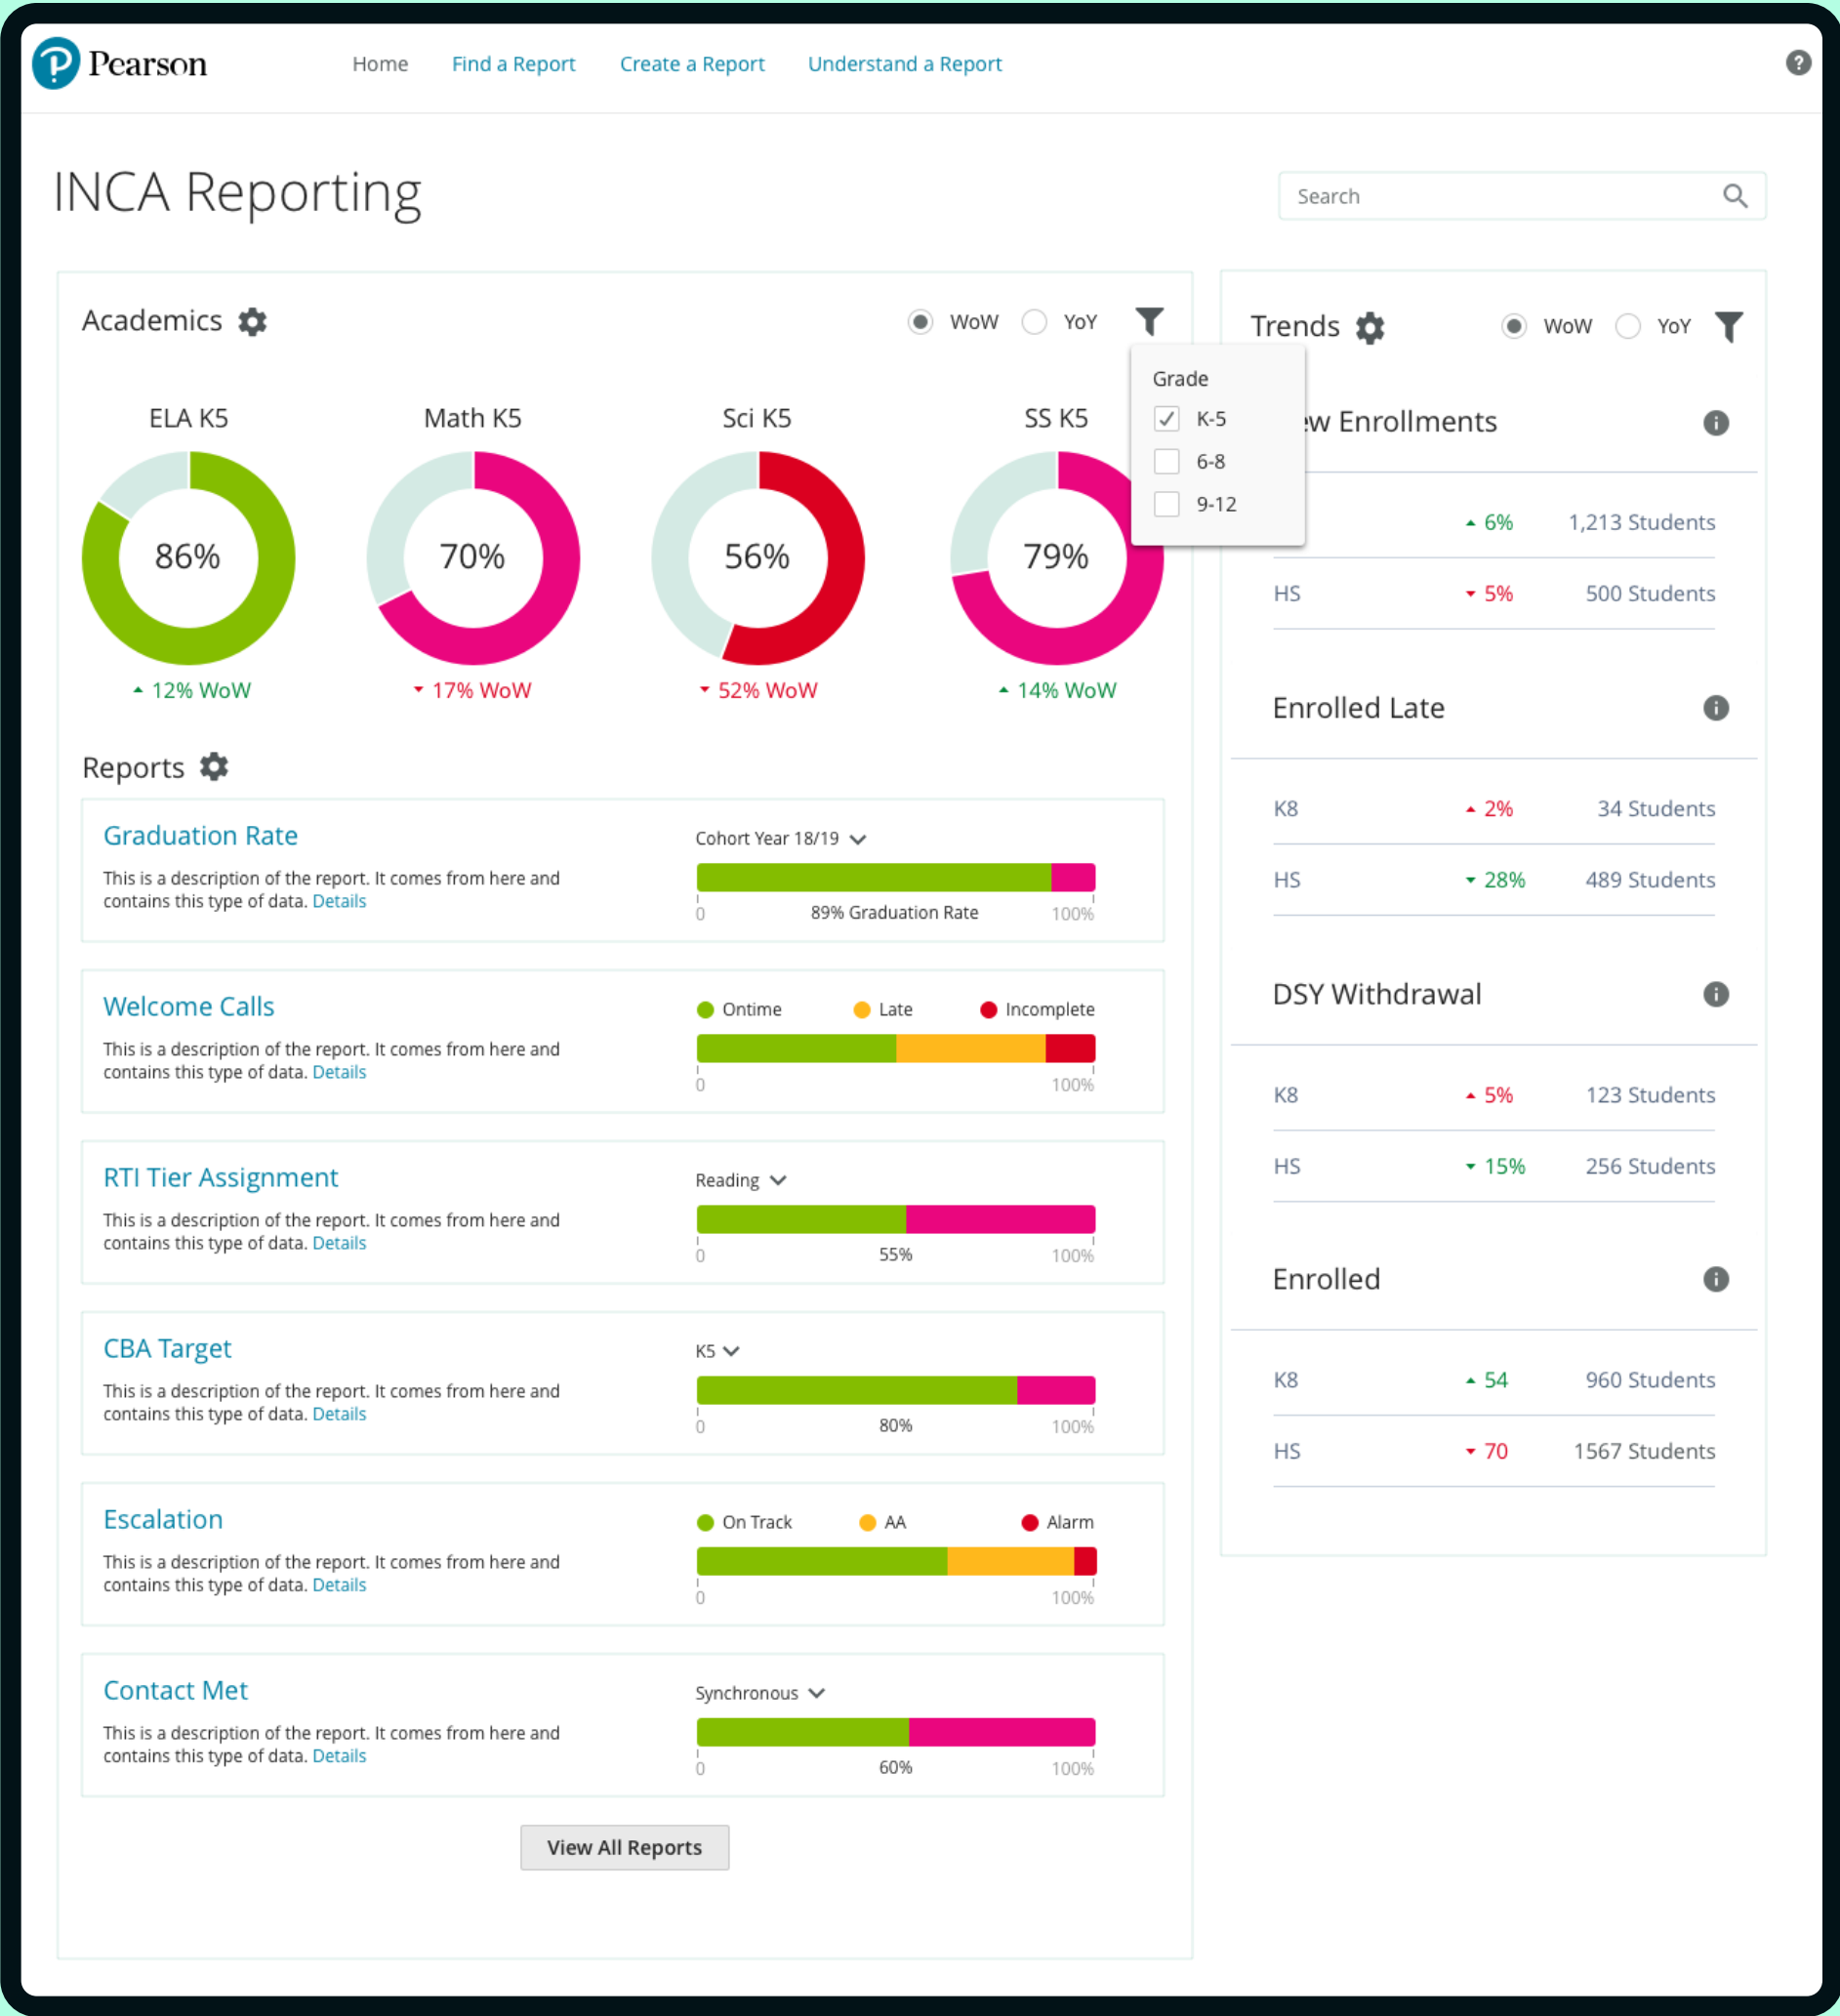 Pearson
Home
Find a Report
Create a Report
Understand a Report
?
INCA Reporting
Search
Academics
WoW
YoY
Grade
K-5
6-8
9-12
ELA K5
Math K5
Sci K5
SS K5
86%
70%
56%
79%
12% WoW
17% WoW
52% WoW
14% WoW
Reports
Graduation Rate
This is a description of the report. It comes from here and
contains this type of data. Details
Cohort Year 18/19
0
89% Graduation Rate
100%
Welcome Calls
This is a description of the report. It comes from here and
contains this type of data. Details
Ontime
Late
Incomplete
0
100%
RTI Tier Assignment
This is a description of the report. It comes from here and
contains this type of data. Details
Reading
0
55%
100%
CBA Target
This is a description of the report. It comes from here and
contains this type of data. Details
K5
0
80%
100%
Escalation
This is a description of the report. It comes from here and
contains this type of data. Details
On Track
AA
Alarm
0
100%
Contact Met
This is a description of the report. It comes from here and
contains this type of data. Details
Synchronous
0
60%
100%
View All Reports
Trends
WoW
YoY
Enrollments
6%
1,213 Students
HS
5%
500 Students
Enrolled Late
K8
2%
34 Students
HS
28%
489 Students
DSY Withdrawal
K8
5%
123 Students
HS
15%
256 Students
Enrolled
K8
54
960 Students
HS
70
1567 Students